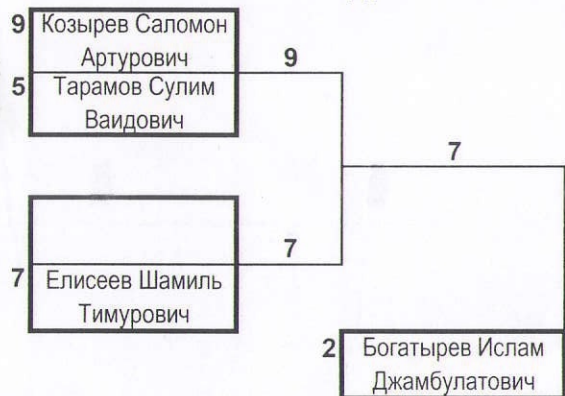 9 Козырев Саломон
Артурович
9
5 Тарамов Сулим
Ваидович
7
7
7 Елисеев Шамиль
Тимурович
2 Богатырев Ислам
Джамбулатович